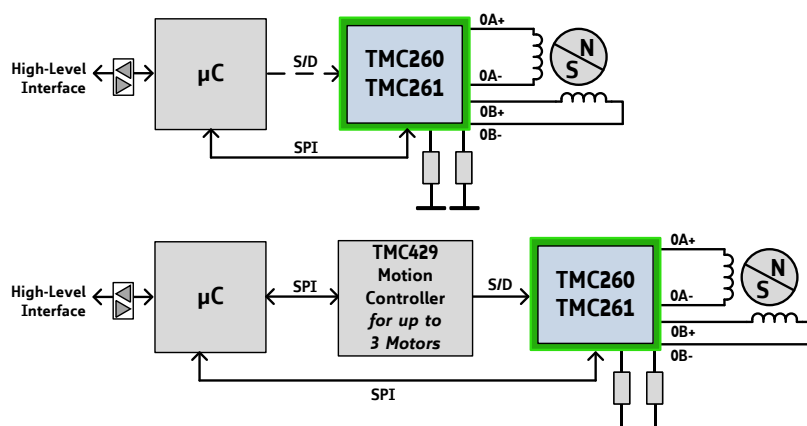 0A+
S/D
TMC260
TMC261
N
S
High-Level
Interface
µC
0A-
0B+
0B-
SPI
0A+
TMC429
Motion
Controller
for up to
3 Motors
S/D
TMC260
TMC261
N
S
High-Level
Interface
µC
SPI
0A-
0B+
0B-
SPI